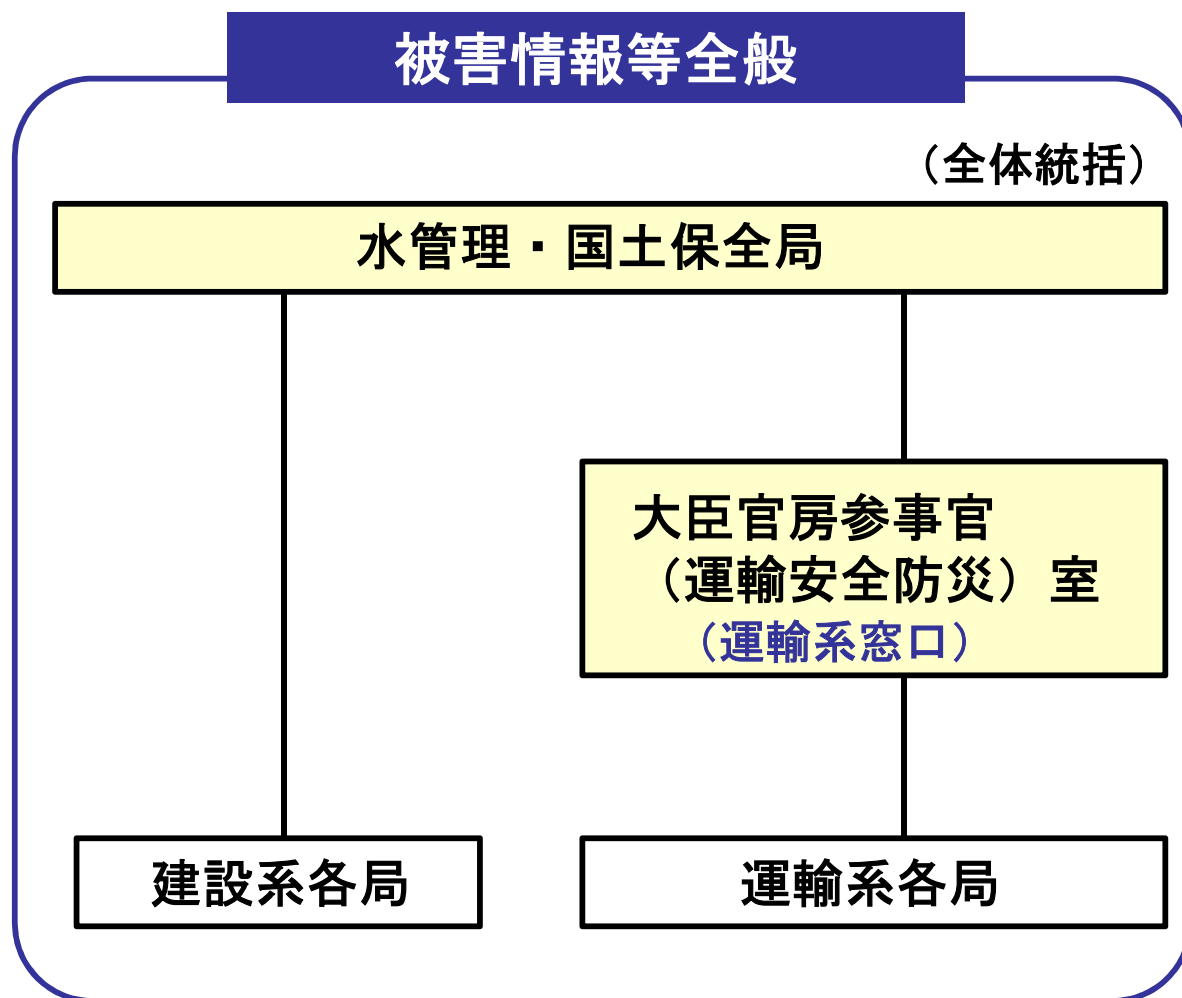 被害情報等全般
（全体統括）
水管理・国土保全局
大臣官房参事官
（運輸安全防災）室
（運輸系窓口）
建設系各局
運輸系各局